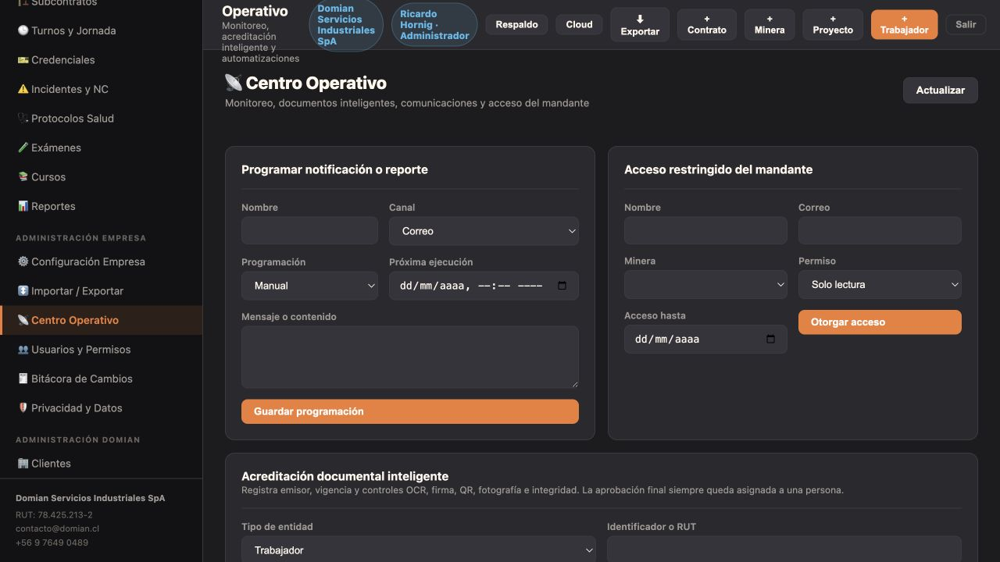 Subcontratos
Turnos y Jornada
Credenciales
Incidentes y NC
Protocolos Salud
Exámenes
Cursos
Reportes
ADMINISTRACIÓN EMPRESA
Configuración Empresa
Importar / Exportar
Centro Operativo
Usuarios y Permisos
Bitácora de Cambios
Privacidad y Datos
ADMINISTRACIÓN DOMIAN
Clientes
Domian Servicios Industriales SpA
RUT: 78.425.213-2
contacto@domian.cl
+56 9 7649 0489
Operativo
Monitoreo,
acreditación
inteligente y
automatizaciones
Domian
Servicios
Industriales
SpA
Ricardo
Hornig ·
Administrador
Respaldo
Cloud
⬇
Exportar
+
Contrato
+
Minera
+
Proyecto
+
Trabajador
Salir
Centro Operativo
Monitoreo, documentos inteligentes, comunicaciones y acceso del mandante
Actualizar
Programar notificación o reporte
Nombre
Canal
Correo
Programación
Próxima ejecución
Manual
dd/mm/aaaa, --:-- ----
Mensaje o contenido
Guardar programación
Acceso restringido del mandante
Nombre
Correo
Minera
Permiso
Solo lectura
Acceso hasta
dd/mm/aaaa
Otorgar acceso
Acreditación documental inteligente
Registra emisor, vigencia y controles OCR, firma, QR, fotografía e integridad. La aprobación final siempre queda asignada a una persona.
Tipo de entidad
Identificador o RUT
Trabajador